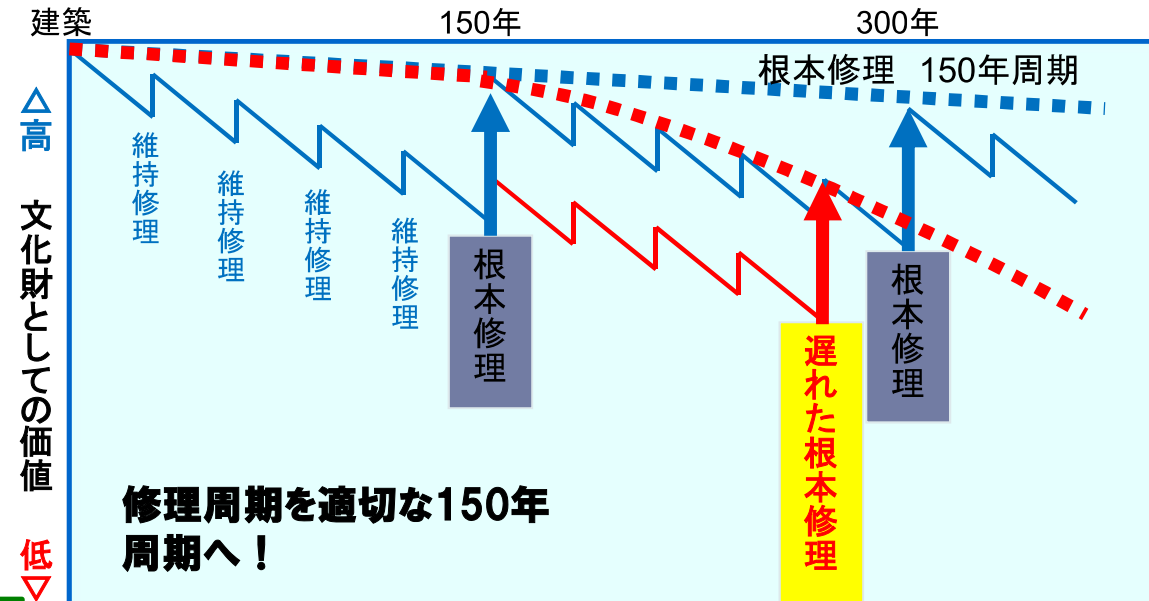 建築
150年
300年
根本修理　150年周期
△高
文化財としての価値
低▽
維持修理
維持修理
維持修理
維持修理
根本修理
遅れた根本修理
根本修理
修理周期を適切な150年
周期へ！